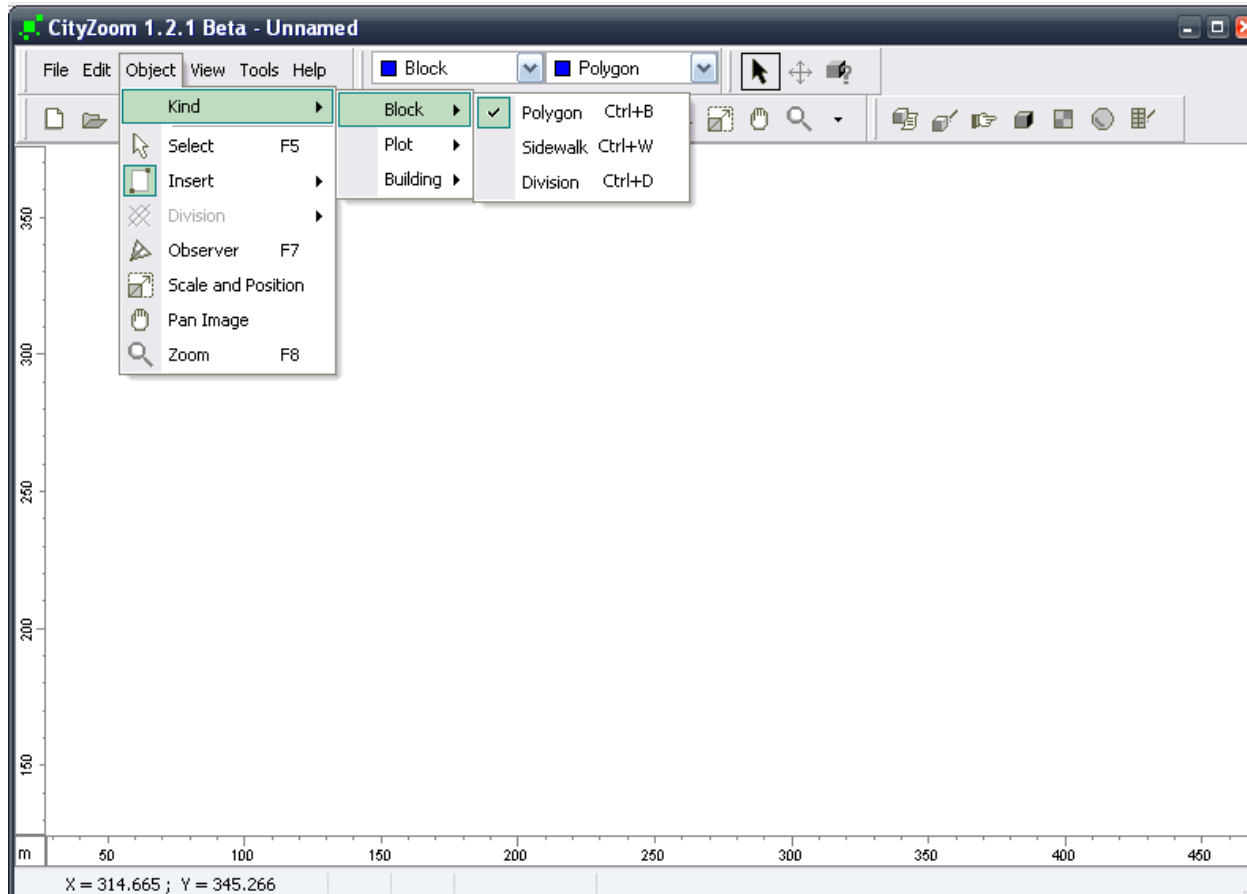 CityZoom 1.2.1 Beta - Unnamed
File Edit Object View Tools Help
Block
Polygon
Kind
Select F5
Insert
Division
Observer F7
Scale and Position
Pan Image
Zoom F8
Block
Plot
Building
Polygon Ctrl+B
Sidewalk Ctrl+W
Division Ctrl+D
350
300
250
200
150
m 50 100 150 200 250 300 350 400 450
X = 314.665 ; Y = 345.266